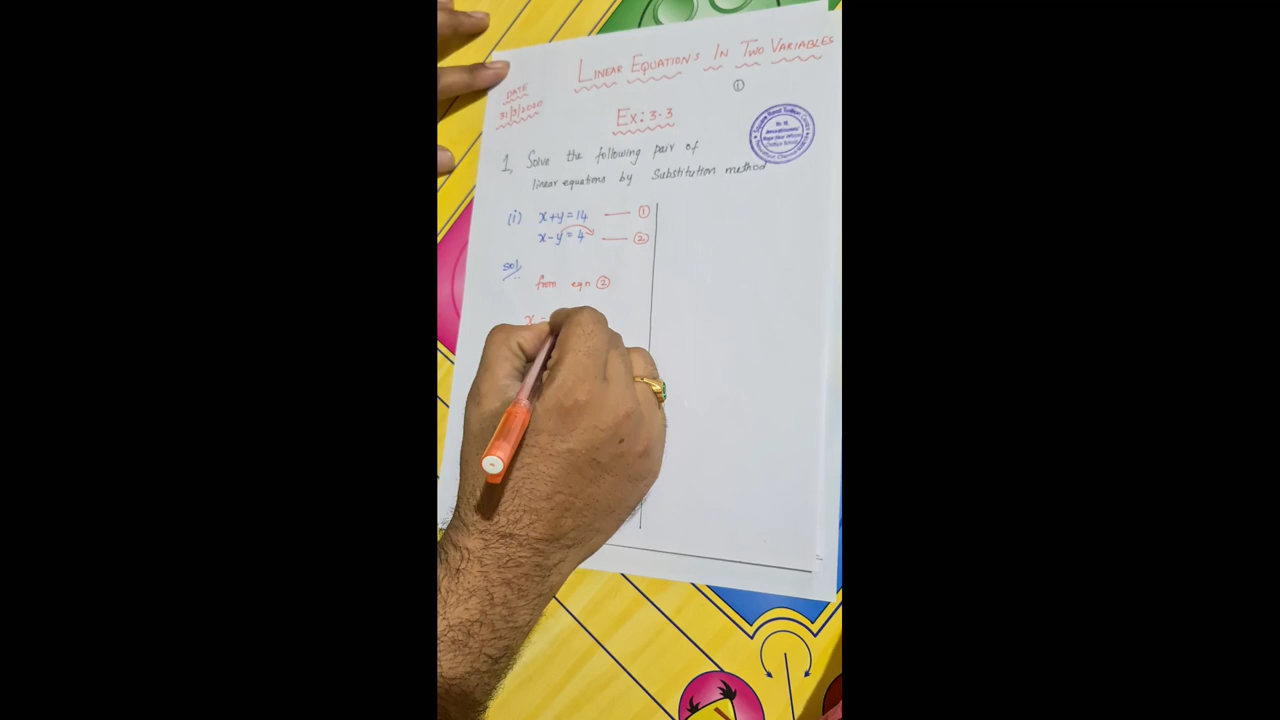 LINEAR EQUATIONS IN TWO VARIABLES
①
DATE
31/3/2020
Ex: 3.3
1, Solve the following pair of
linear equations by Substitution method
(i) x+y=14 —— ①
x-y=4 —— ②
sol
from eqn ②
x =